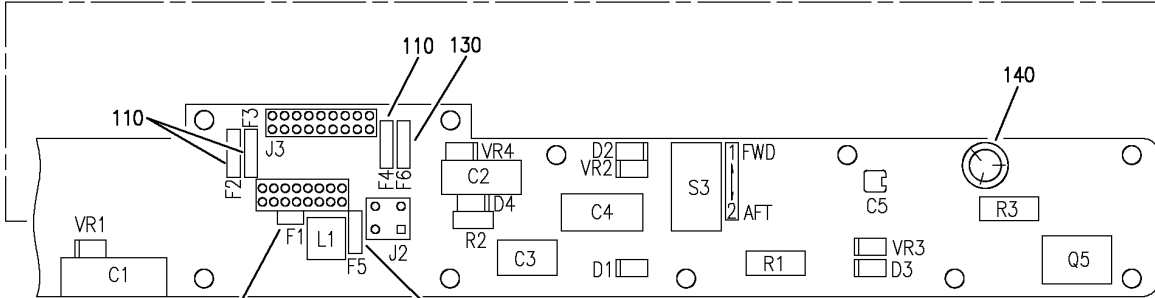 110 130
140
110
F3
J3
F2
F4
F6
VR4
C2
D4
R2
D2
VR2
1 FWD
S3
2 AFT
C4
C5
R3
VR1
C1
F1
L1
F5
J2
C3
D1
R1
VR3
D3
Q5